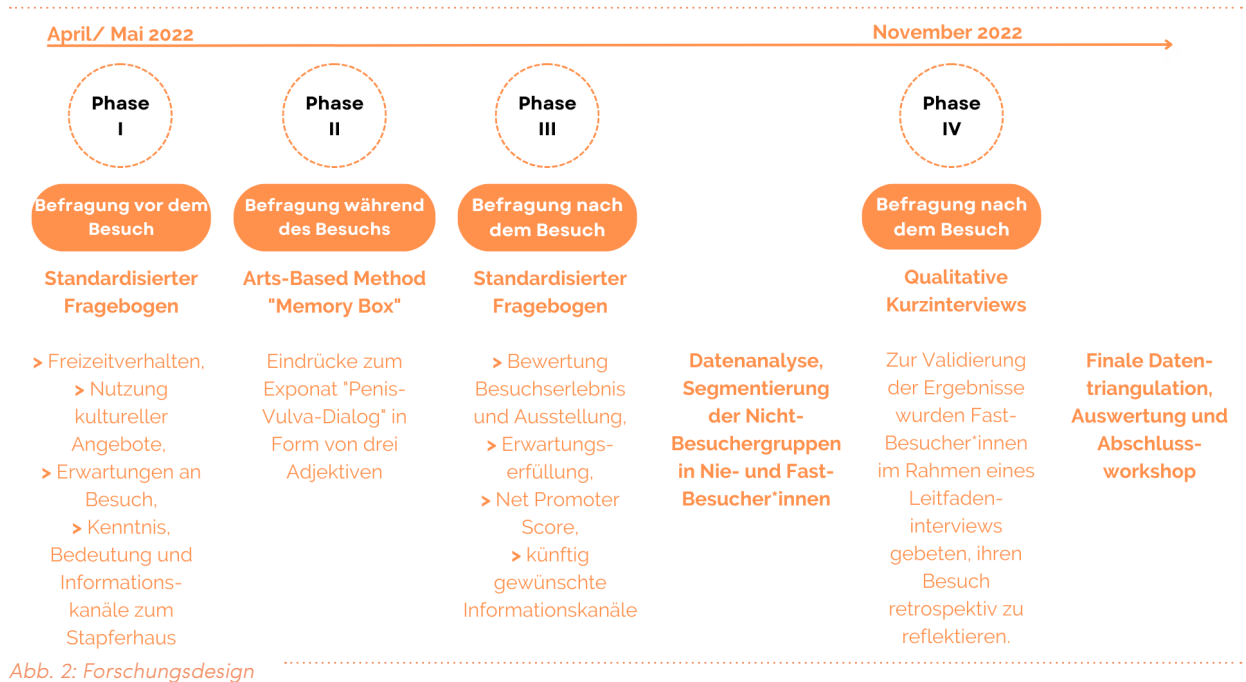 April/ Mai 2022
November 2022
Phase
I
Phase
II
Phase
III
Phase
IV
Befragung vor dem
Besuch
Befragung während
des Besuchs
Befragung nach
dem Besuch
Befragung nach
dem Besuch
Standardisierter
Fragebogen
Arts-Based Method
"Memory Box"
Standardisierter
Fragebogen
Qualitative
Kurzinterviews
> Freizeitverhalten,
> Nutzung
kultureller
Angebote,
> Erwartungen an
Besuch,
> Kenntnis,
Bedeutung und
Informations-
kanäle zum
Stapferhaus
Eindrücke zum
Exponat "Penis-
Vulva-Dialog" in
Form von drei
Adjektiven
> Bewertung
Besuchserlebnis
und Ausstellung,
> Erwartungs-
erfüllung,
> Net Promoter
Score,
> künftig
gewünschte
Informationskanäle
Datenanalyse,
Segmentierung
der Nicht-
Besuchergruppen
in Nie- und Fast-
Besucher*innen
Zur Validierung
der Ergebnisse
wurden Fast-
Besucher*innen
im Rahmen eines
Leitfaden-
interviews
gebeten, ihren
Besuch
retrospektiv zu
reflektieren.
Finale Daten-
triangulation,
Auswertung und
Abschluss-
workshop
Abb. 2: Forschungsdesign